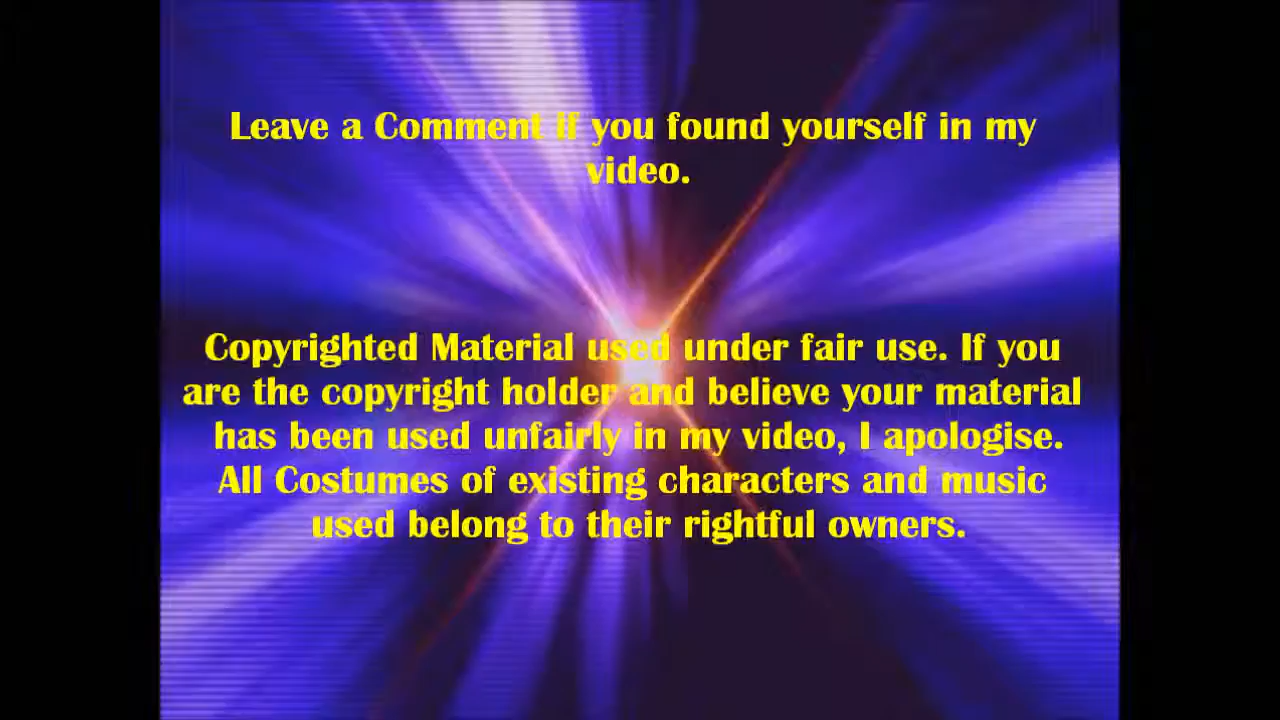 Leave a Comment if you found yourself in my
video.
Copyrighted Material used under fair use. If you
are the copyright holder and believe your material
has been used unfairly in my video, I apologise.
All Costumes of existing characters and music
used belong to their rightful owners.